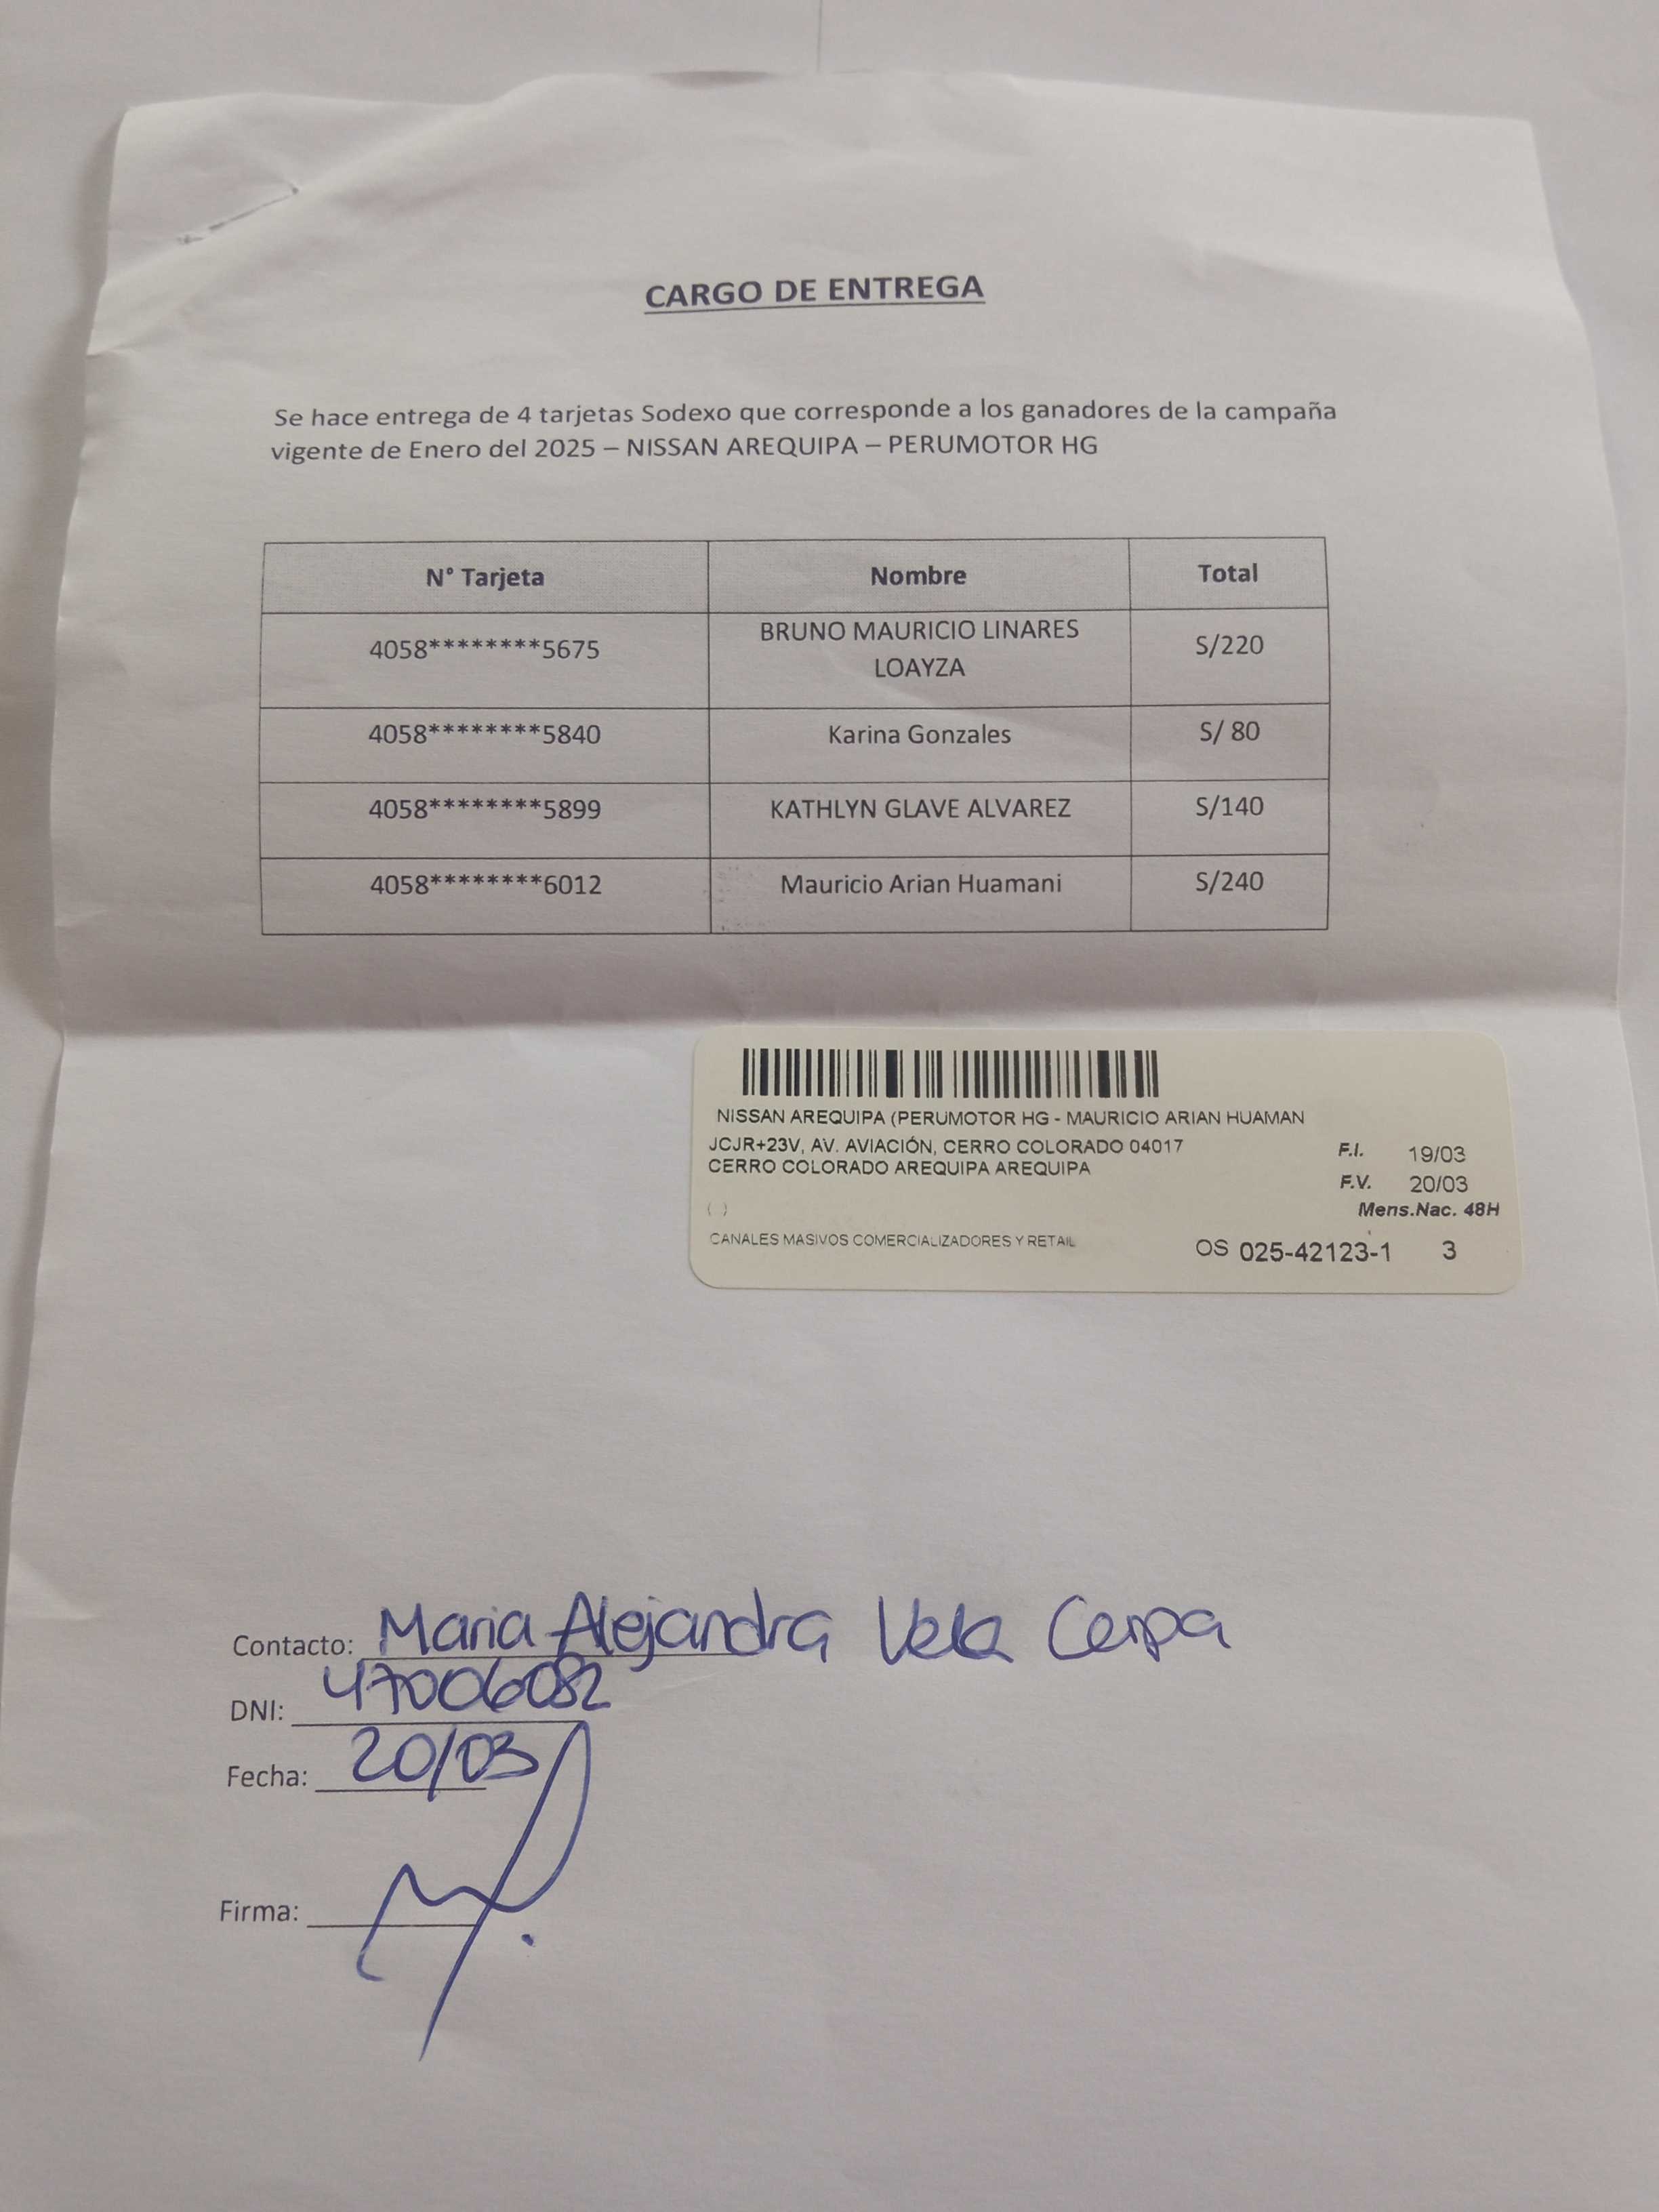 CARGO DE ENTREGA
Se hace entrega de 4 tarjetas Sodexo que corresponde a los ganadores de la campaña
vigente de Enero del 2025 – NISSAN AREQUIPA – PERUMOTOR HG
N° Tarjeta Nombre Total
4058********5675 BRUNO MAURICIO LINARES LOAYZA S/220
4058********5840 Karina Gonzales S/ 80
4058********5899 KATHLYN GLAVE ALVAREZ S/140
4058********6012 Mauricio Arian Huamani S/240
NISSAN AREQUIPA (PERUMOTOR HG - MAURICIO ARIAN HUAMAN
JCJR+23V, AV. AVIACIÓN, CERRO COLORADO 04017
CERRO COLORADO AREQUIPA AREQUIPA
F.I. 19/03
F.V. 20/03
( ) Mens.Nac. 48H
CANALES MASIVOS COMERCIALIZADORES Y RETAIL OS 025-42123-1 3
Contacto: Maria Alejandra Vela Cerpa
DNI: 47006082
Fecha: 20/03
Firma: